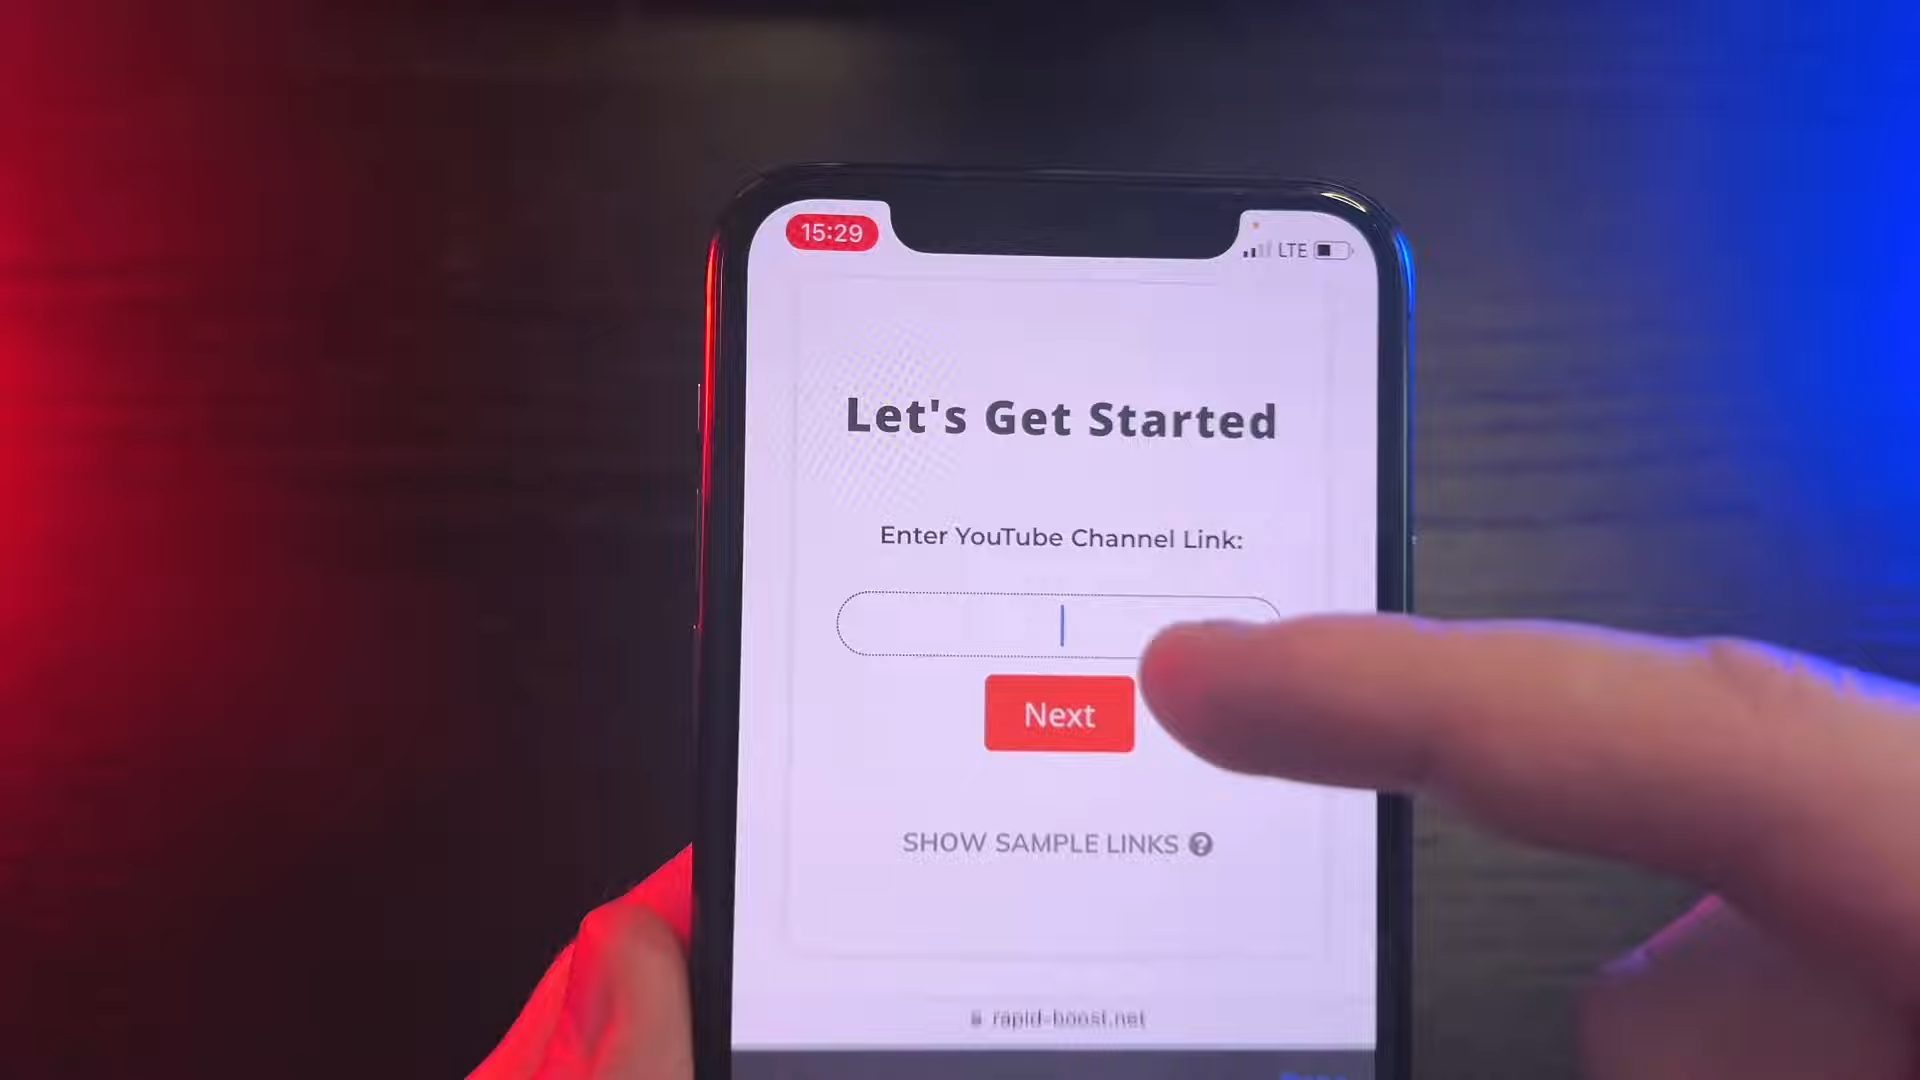 15:29
LTE
Let's Get Started
Enter YouTube Channel Link:
Next
SHOW SAMPLE LINKS ?
rapid-boost.net